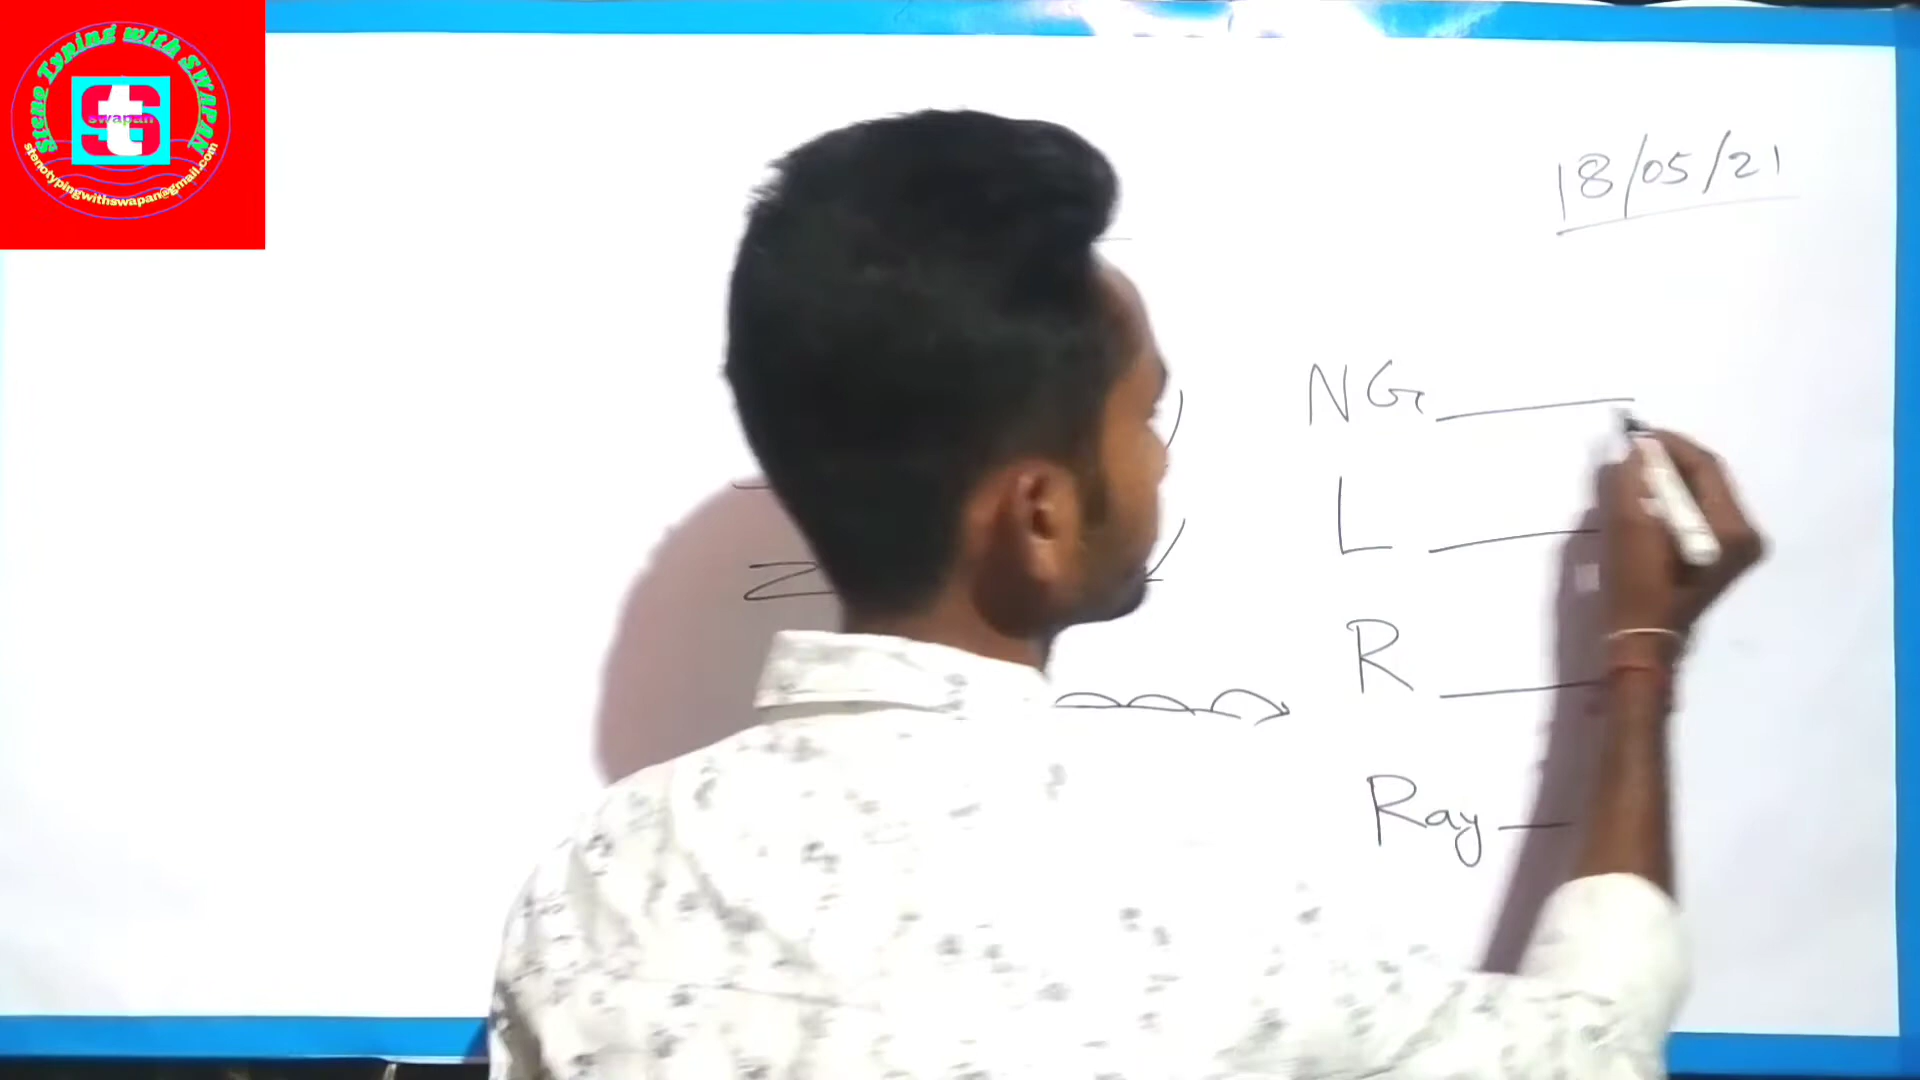 Steno Typing with SWAPAN
swapan
stenotypingwithswapan@gmail.com
18/05/21
NG
L
Z
R
Ray